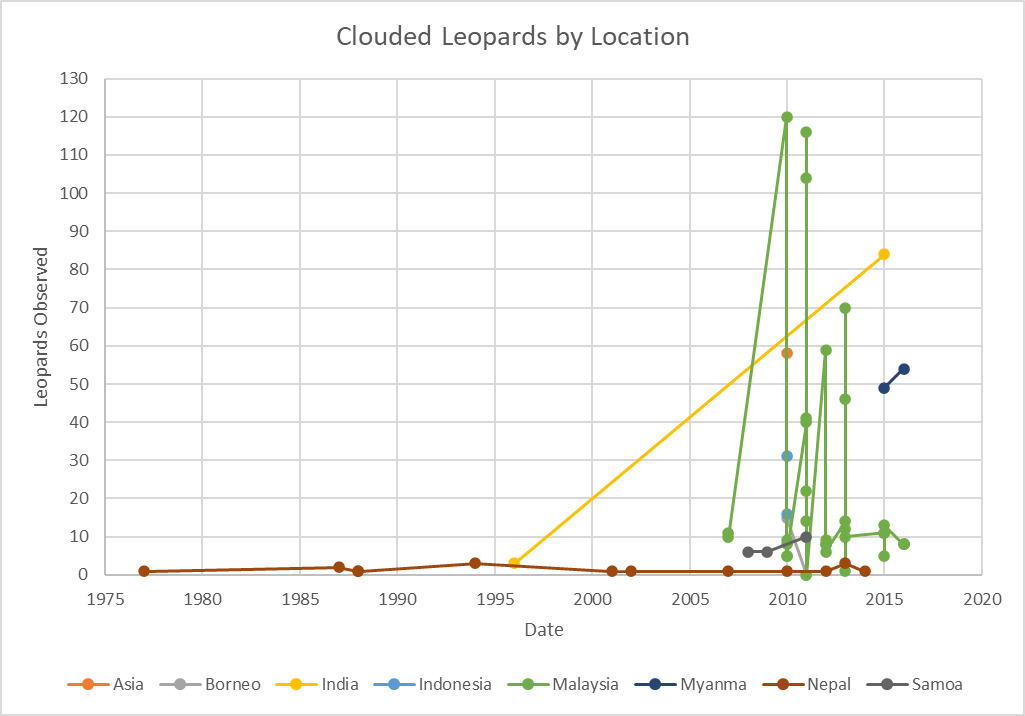 Clouded Leopards by Location
130
120
110
100
90
80
70
60
50
40
30
20
10
0
Leopards Observed
1975 1980 1985 1990 1995 2000 2005 2010 2015 2020
Date
Asia Borneo India Indonesia Malaysia Myanma Nepal Samoa